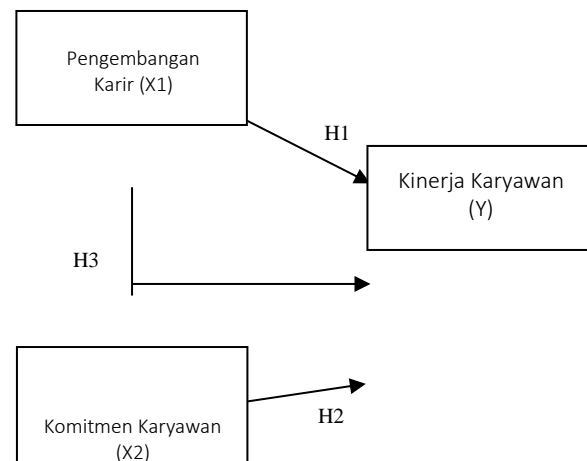 Pengembangan
Karir (X1)
H1
Kinerja Karyawan
(Y)
H3
H2
Komitmen Karyawan
(X2)